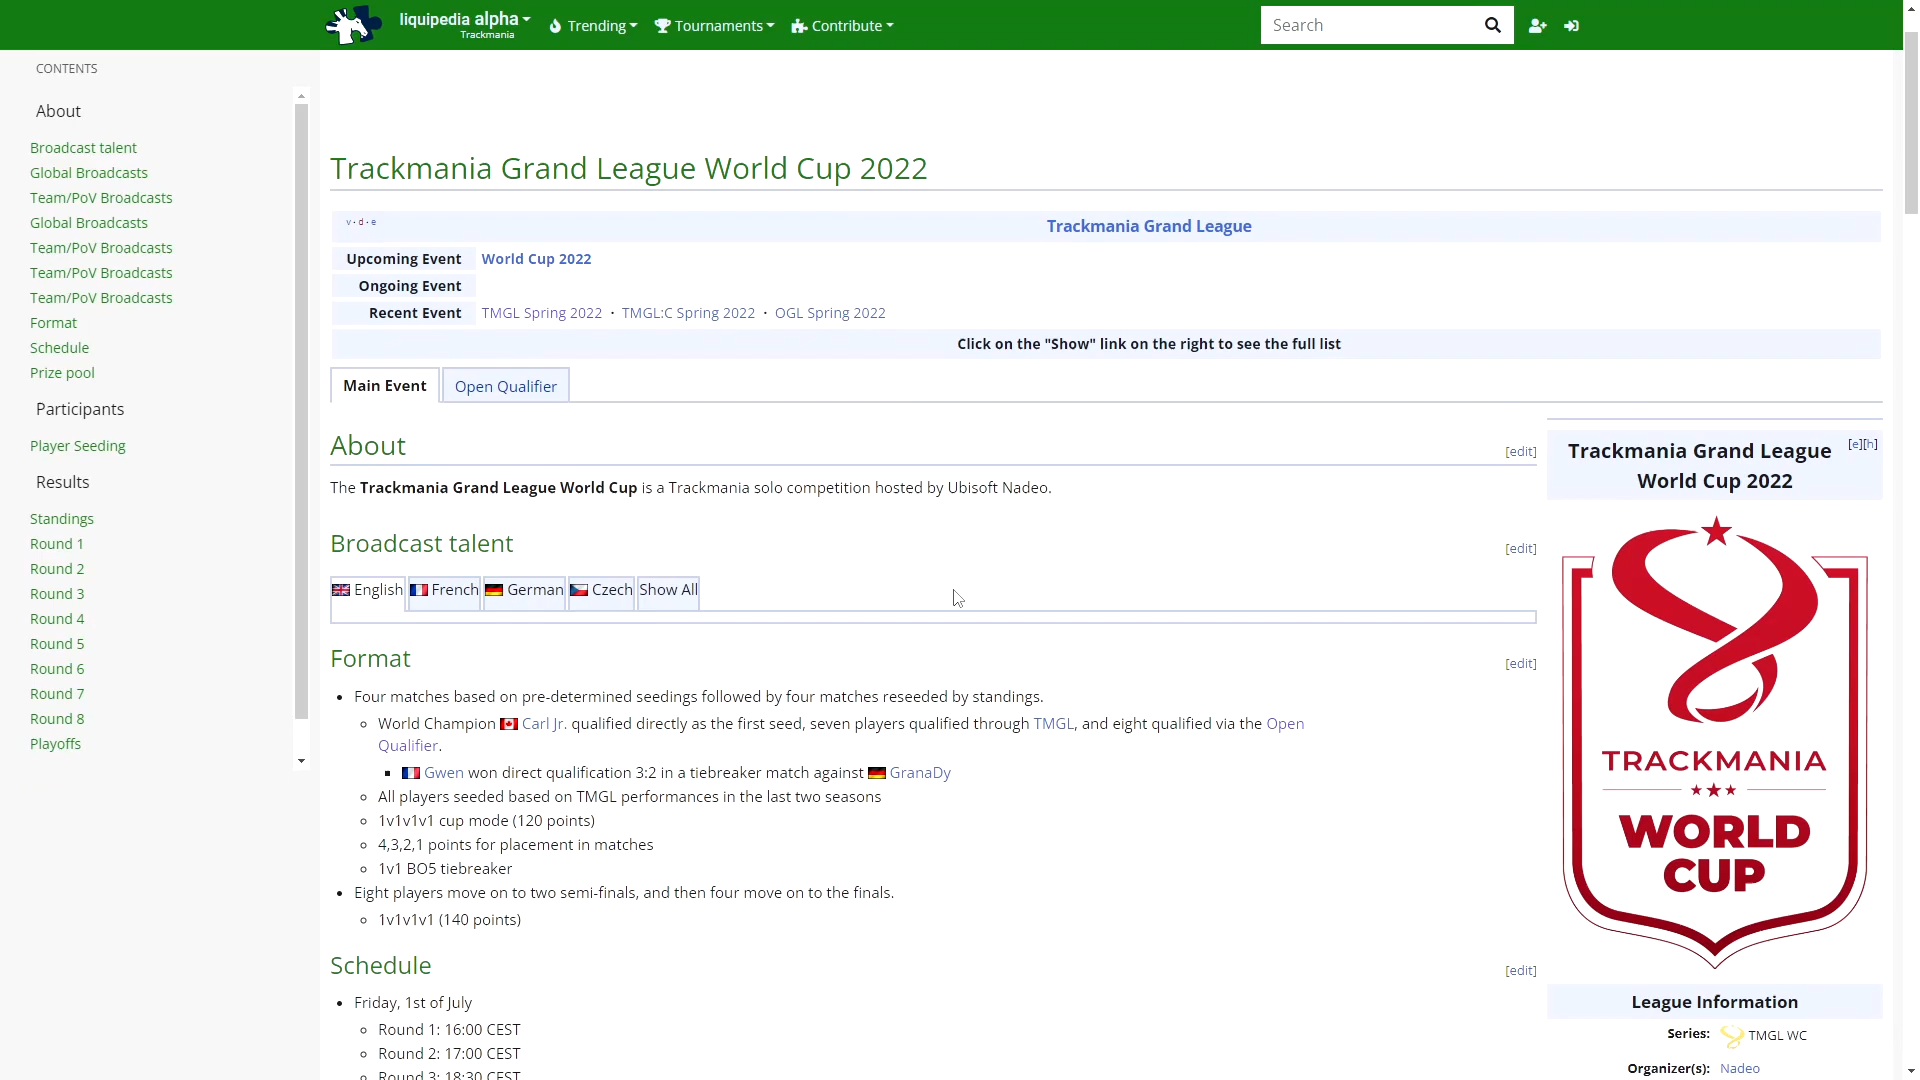 liquipedia alpha
Trackmania
Trending
Tournaments
Contribute
Search
CONTENTS
About
Broadcast talent
Global Broadcasts
Team/PoV Broadcasts
Global Broadcasts
Team/PoV Broadcasts
Team/PoV Broadcasts
Team/PoV Broadcasts
Format
Schedule
Prize pool
Participants
Player Seeding
Results
Standings
Round 1
Round 2
Round 3
Round 4
Round 5
Round 6
Round 7
Round 8
Playoffs
Trackmania Grand League World Cup 2022
v · d · e
Trackmania Grand League
Upcoming Event World Cup 2022
Ongoing Event
Recent Event TMGL Spring 2022 · TMGL:C Spring 2022 · OGL Spring 2022
Click on the "Show" link on the right to see the full list
Main Event Open Qualifier
About [edit]
The Trackmania Grand League World Cup is a Trackmania solo competition hosted by Ubisoft Nadeo.
Broadcast talent [edit]
English French German Czech Show All
Format [edit]
• Four matches based on pre-determined seedings followed by four matches reseeded by standings.
World Champion Carl Jr. qualified directly as the first seed, seven players qualified through TMGL, and eight qualified via the Open
Qualifier.
Gwen won direct qualification 3:2 in a tiebreaker match against GranaDy
All players seeded based on TMGL performances in the last two seasons
1v1v1v1 cup mode (120 points)
4,3,2,1 points for placement in matches
1v1 BO5 tiebreaker
• Eight players move on to two semi-finals, and then four move on to the finals.
1v1v1v1 (140 points)
Schedule [edit]
• Friday, 1st of July
Round 1: 16:00 CEST
Round 2: 17:00 CEST
Round 3: 18:30 CEST
Trackmania Grand League
World Cup 2022
[e][h]
TRACKMANIA
WORLD
CUP
League Information
Series: TMGL WC
Organizer(s): Nadeo